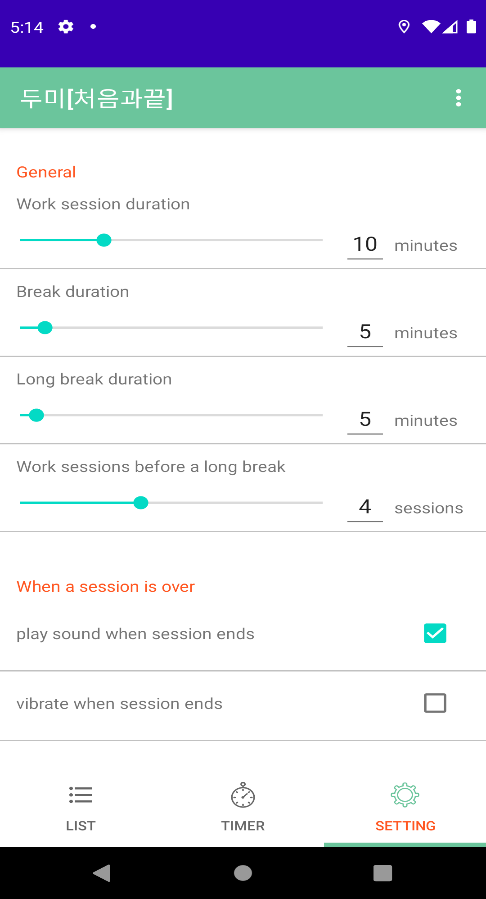 5:14
두미[처음과끝]
General
Work session duration
10 minutes
Break duration
5 minutes
Long break duration
5 minutes
Work sessions before a long break
4 sessions
When a session is over
play sound when session ends
vibrate when session ends
LIST TIMER SETTING